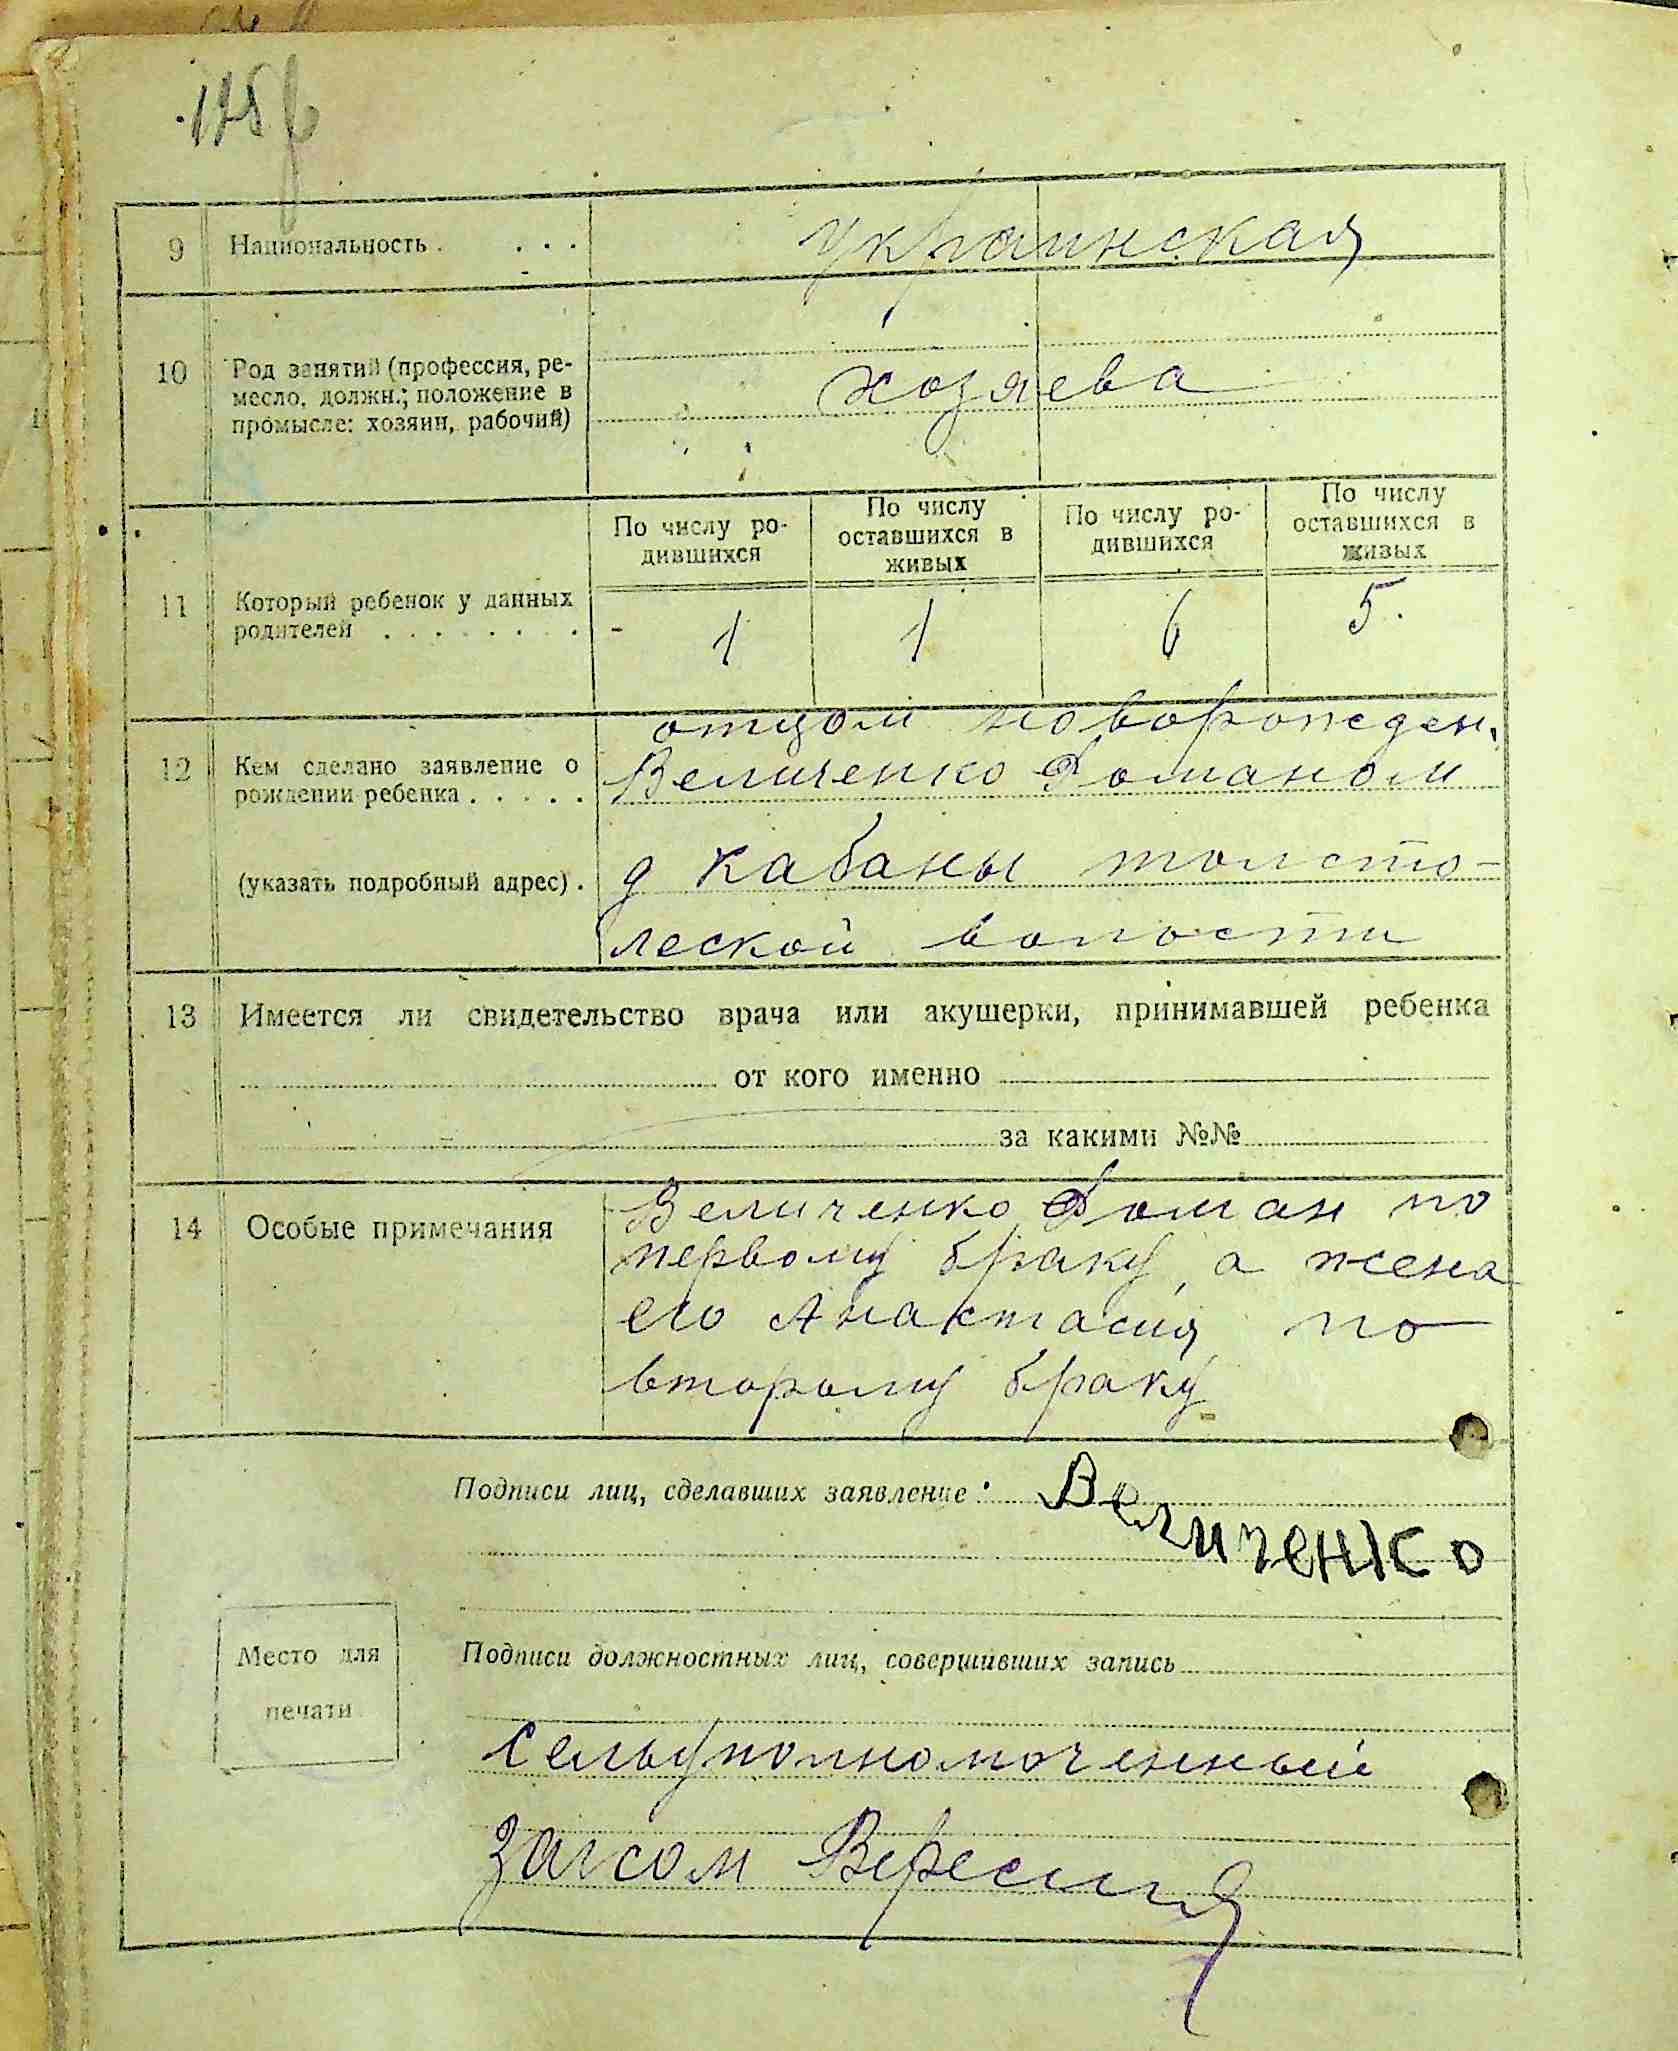 9 Национальность . . . . украинская
10 Род занятий (профессия, ре-
месло, должн.; положение в
промысле: хозяин, рабочий)
хозяева
По числу ро-
дившихся
По числу
оставшихся в
живых
По числу ро-
дившихся
По числу
оставшихся в
живых
11 Который ребенок у данных
родителей . . . . . . . .
1 1 6 5.
12 Кем сделано заявление о
рождении ребенка . . . . .
(указать подробный адрес) .
отцом новорожден.
Величенко Романом
д Кабаны толсто-
леской волости
13 Имеется ли свидетельство врача или акушерки, принимавшей ребенка
от кого именно
за какими №№
14 Особые примечания
Величенко Роман по
первому браку, а жена
его Анастасия по
второму браку
Подписи лиц, сделавших заявление: Величенко
Место для
печати
Подписи должностных лиц, совершивших запись
Сельуполномоченный
Загсом